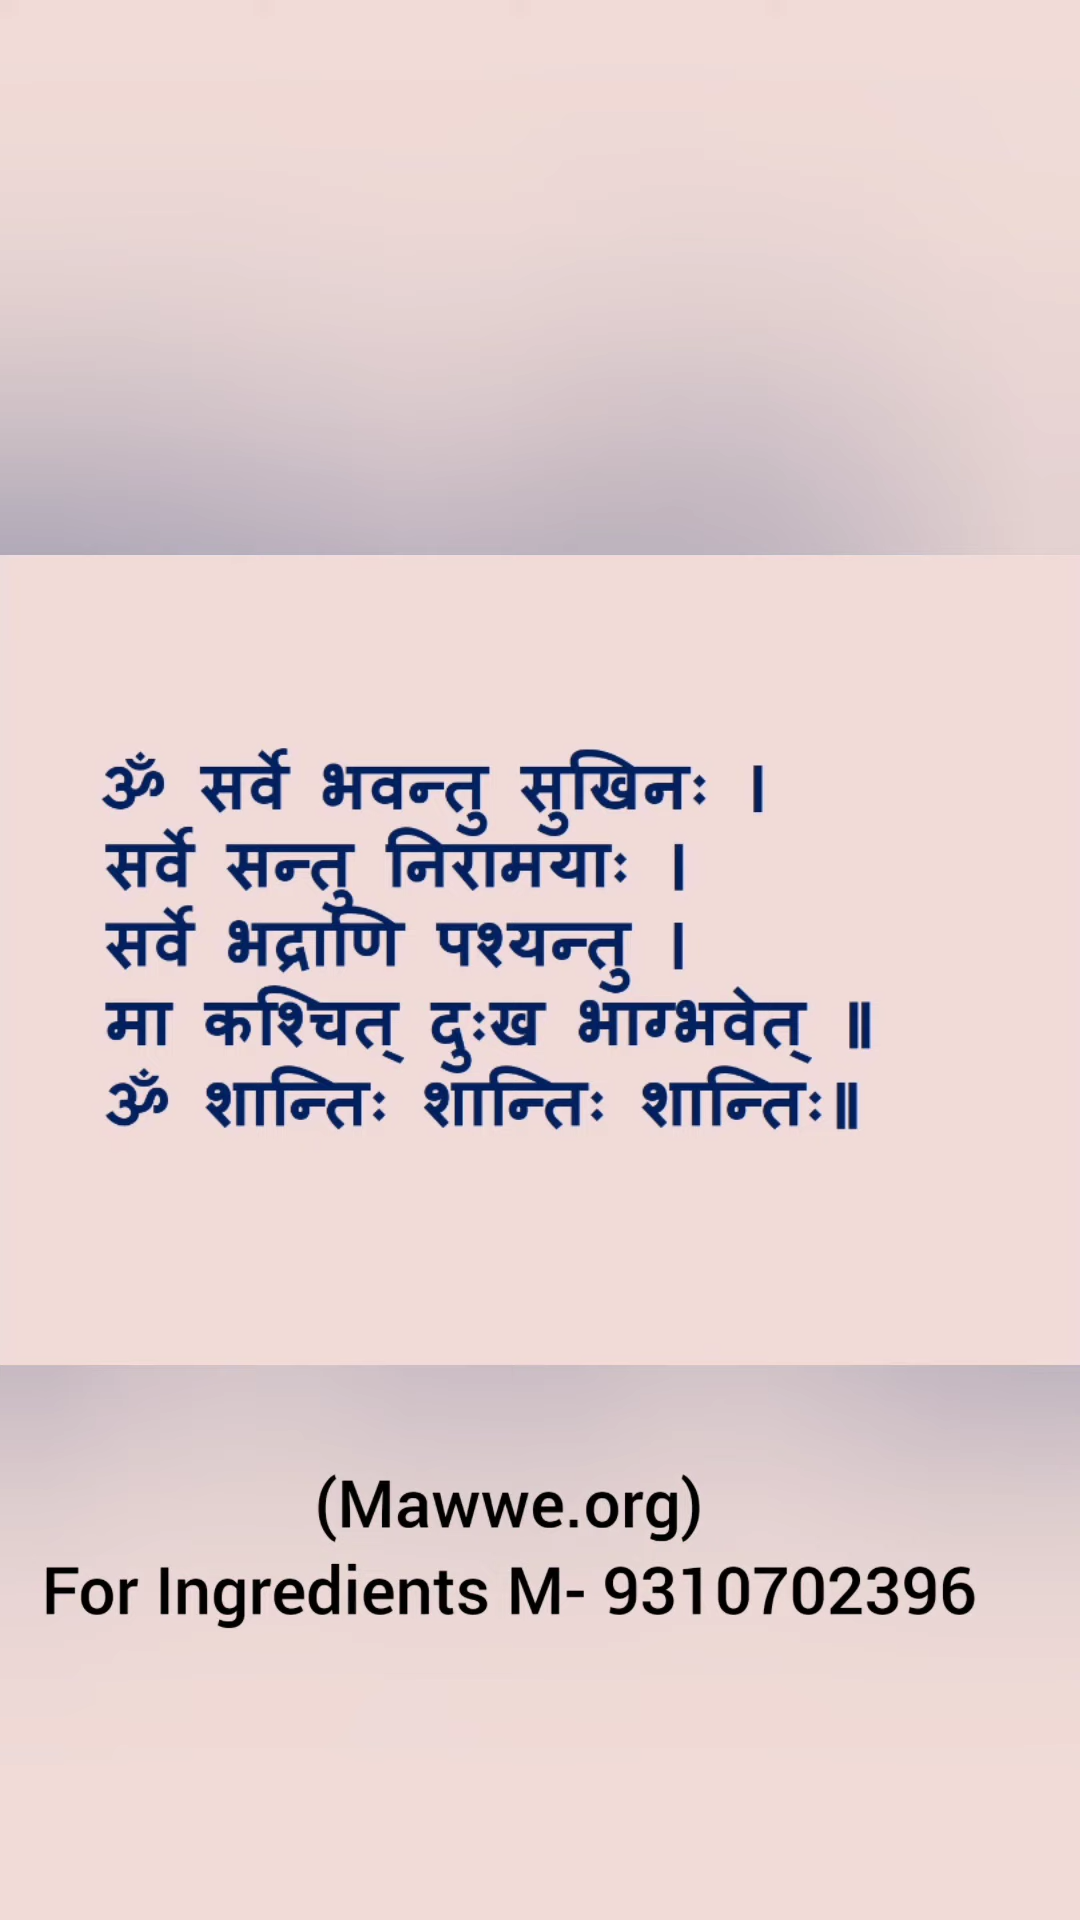 ॐ सर्वे भवन्तु सुखिनः ।
सर्वे सन्तु निरामयाः ।
सर्वे भद्राणि पश्यन्तु ।
मा कश्चित् दुःख भाग्भवेत् ॥
ॐ शान्तिः शान्तिः शान्तिः॥
(Mawwe.org)
For Ingredients M- 9310702396